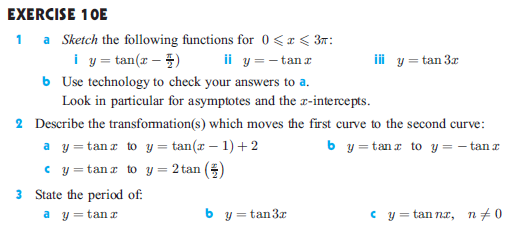 EXERCISE 10E
1 a Sketch the following functions for 0 ⩽ x ⩽ 3π:
i y = tan(x − π/2) ii y = − tan x iii y = tan 3x
b Use technology to check your answers to a.
Look in particular for asymptotes and the x-intercepts.
2 Describe the transformation(s) which moves the first curve to the second curve:
a y = tan x to y = tan(x − 1) + 2 b y = tan x to y = − tan x
c y = tan x to y = 2 tan (x/2)
3 State the period of:
a y = tan x b y = tan 3x c y = tan nx, n ≠ 0